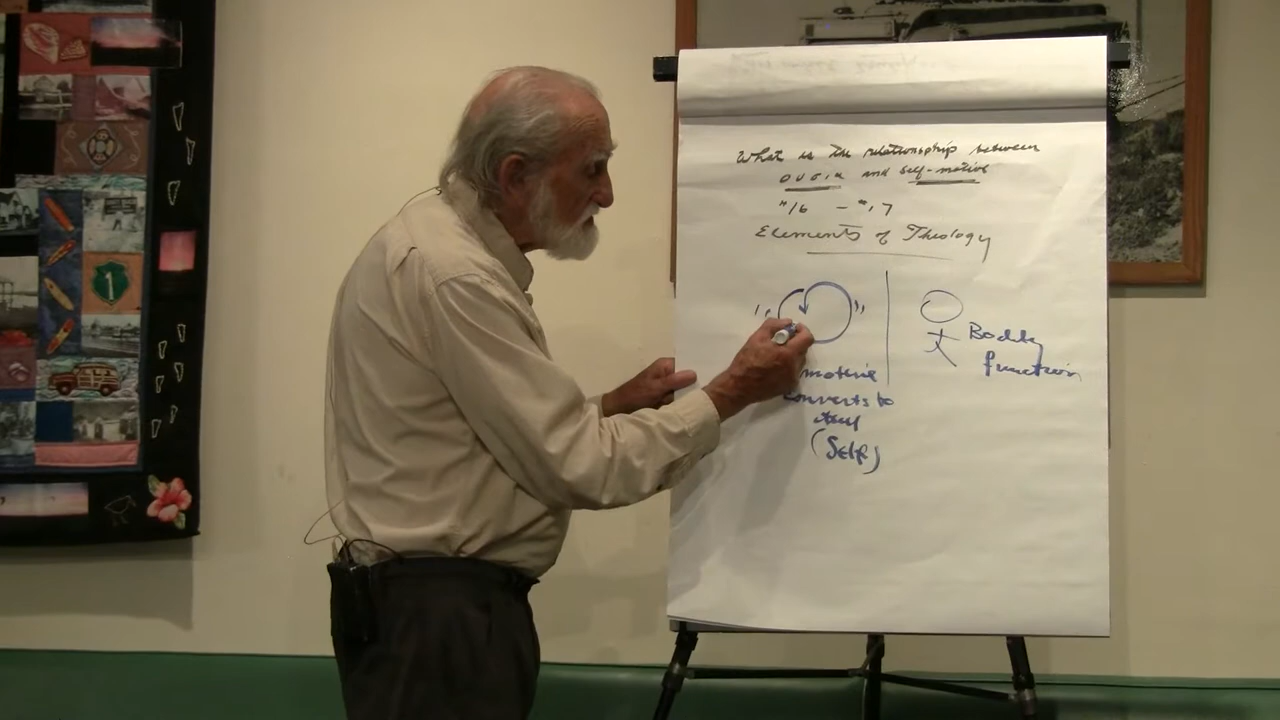 What is the relationship between
ουσια and self-motive
"16 - "17
Elements of Theology
motive
converts to
itself
(Self)
Bodily
function
1